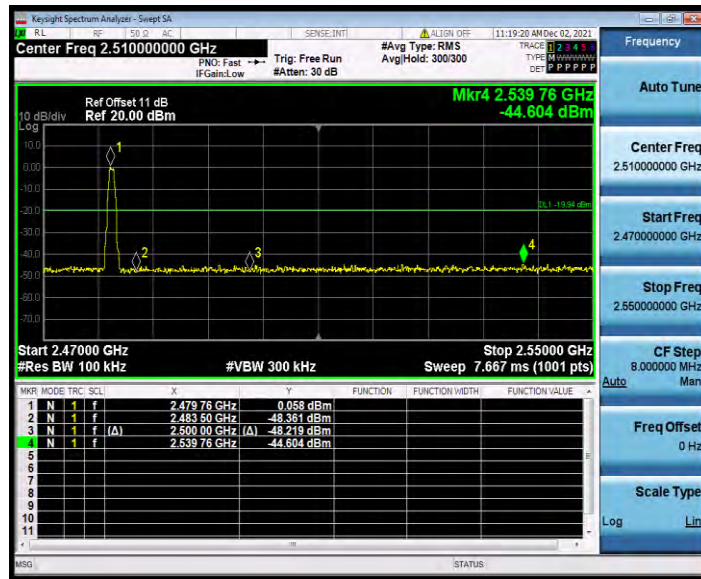 Keysight Spectrum Analyzer - Swept SA
RL RF 50 Ω AC SENSE:INT ALIGN OFF 11:19:20 AM Dec 02, 2021
Center Freq 2.510000000 GHz
PNO: Fast
IFGain:Low
Trig: Free Run
#Atten: 30 dB
#Avg Type: RMS
Avg|Hold: 300/300
TRACE 1 2 3 4 5 6
TYPE M WWWWW
DET P P P P P P
Mkr4 2.539 76 GHz
-44.604 dBm
Ref Offset 11 dB
10 dB/div Ref 20.00 dBm
Log
10.0
0.00
-10.0
-20.0
-30.0
-40.0
-50.0
-60.0
-70.0
1
2
3
4
DL1 -19.94 dBm
Start 2.47000 GHz Stop 2.55000 GHz
#Res BW 100 kHz #VBW 300 kHz Sweep 7.667 ms (1001 pts)
MKR MODE TRC SCL X Y FUNCTION FUNCTION WIDTH FUNCTION VALUE
1 N 1 f 2.479 76 GHz 0.058 dBm
2 N 1 f 2.483 50 GHz -48.361 dBm
3 N 1 f (Δ) 2.500 00 GHz (Δ) -48.219 dBm
4 N 1 f 2.539 76 GHz -44.604 dBm
5
6
7
8
9
10
11
MSG STATUS
Frequency
Auto Tune
Center Freq
2.510000000 GHz
Start Freq
2.470000000 GHz
Stop Freq
2.550000000 GHz
CF Step
8.000000 MHz
Auto Man
Freq Offset
0 Hz
Scale Type
Log Lin